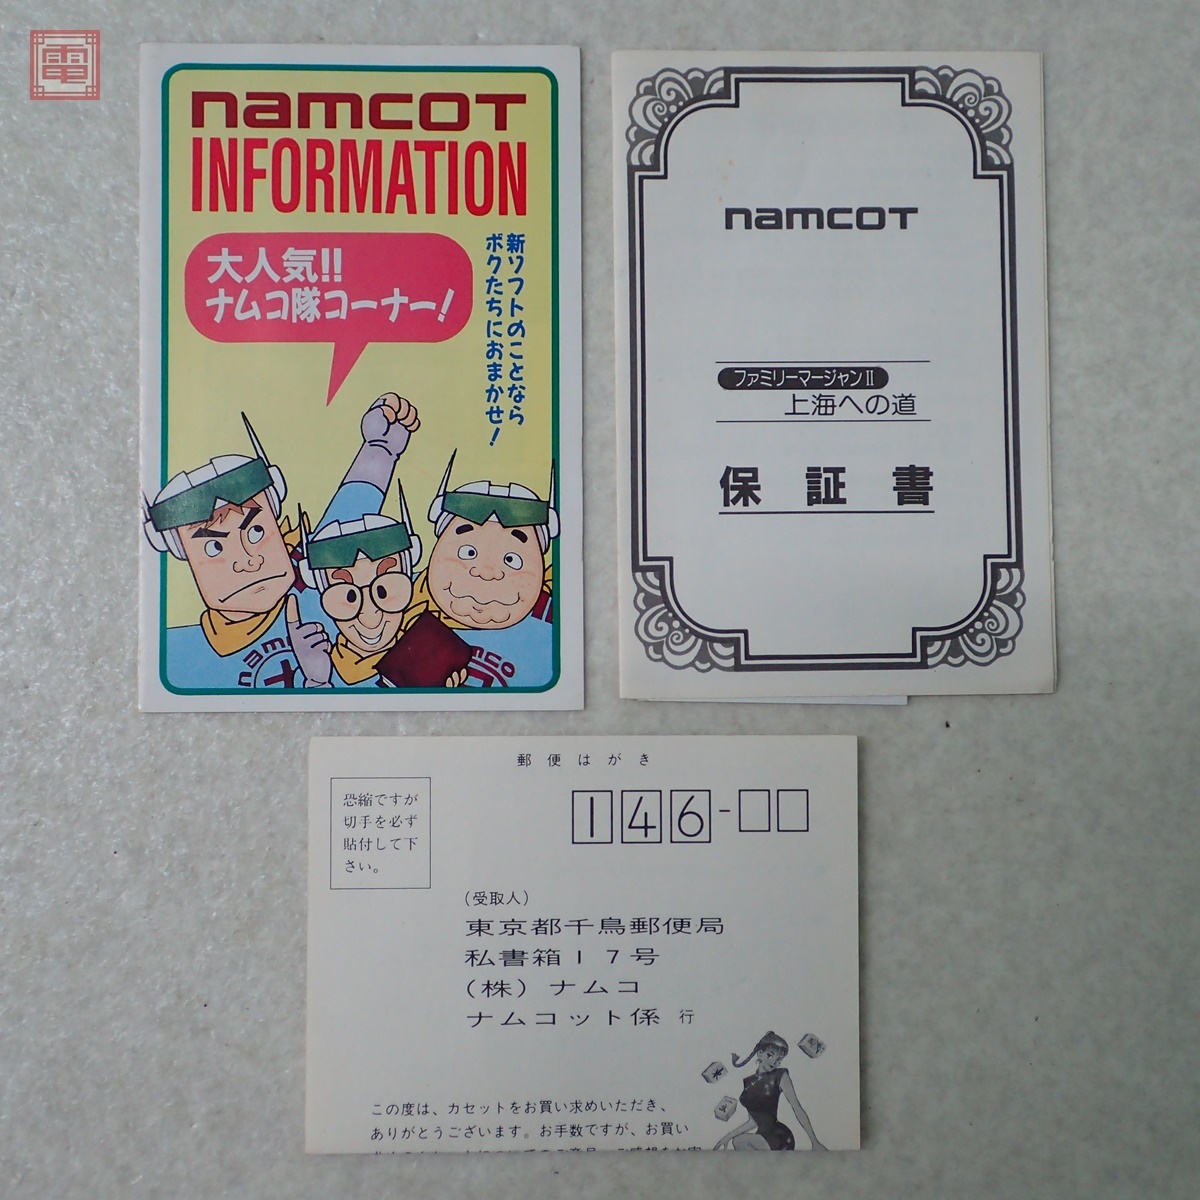 電
namcoT
INFORMATION
大人気!!
ナムコ隊コーナー!
新ソフトのことなら
ボクたちにおまかせ!
namcoT
ファミリーマージャンⅡ
上海への道
保証書
郵便はがき
恐縮ですが
切手を必ず
貼付して下
さい。
146-
(受取人)
東京都千鳥郵便局
私書箱17号
(株)ナムコ
ナムコット係 行
この度は、カセットをお買い求めいただき、
ありがとうございます。お手数ですが、お買い